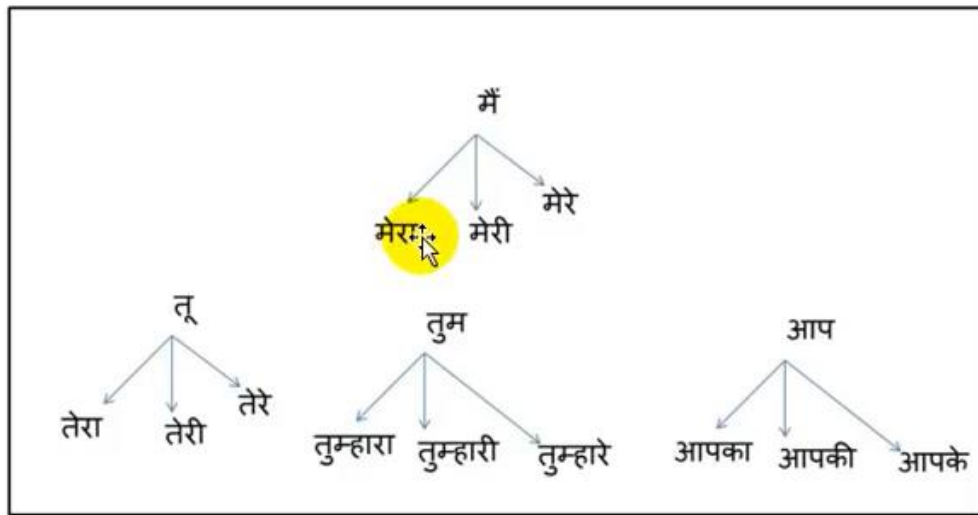 मैं
मेरा मेरी मेरे
तू तुम आप
तेरा तेरी तेरे तुम्हारा तुम्हारी तुम्हारे आपका आपकी आपके